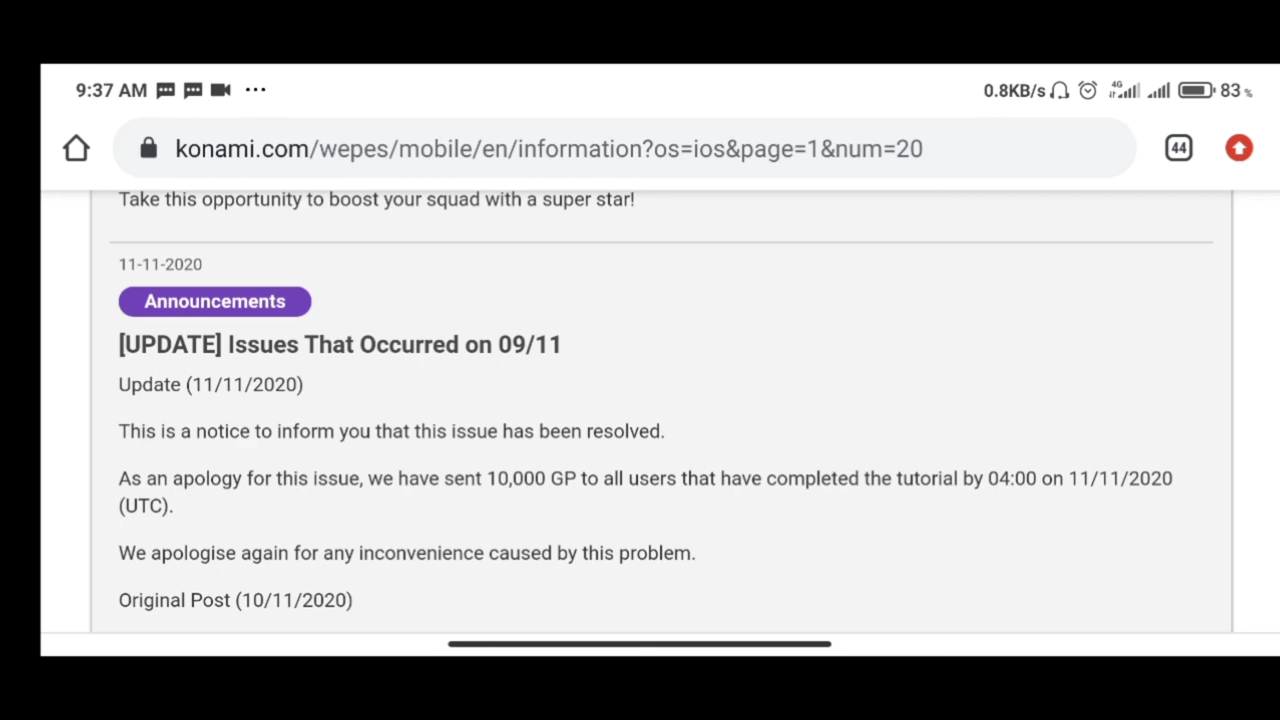 9:37 AM ... 0.8KB/s 4G 83 %
konami.com/wepes/mobile/en/information?os=ios&page=1&num=20 44
Take this opportunity to boost your squad with a super star!
11-11-2020
Announcements
[UPDATE] Issues That Occurred on 09/11
Update (11/11/2020)
This is a notice to inform you that this issue has been resolved.
As an apology for this issue, we have sent 10,000 GP to all users that have completed the tutorial by 04:00 on 11/11/2020
(UTC).
We apologise again for any inconvenience caused by this problem.
Original Post (10/11/2020)